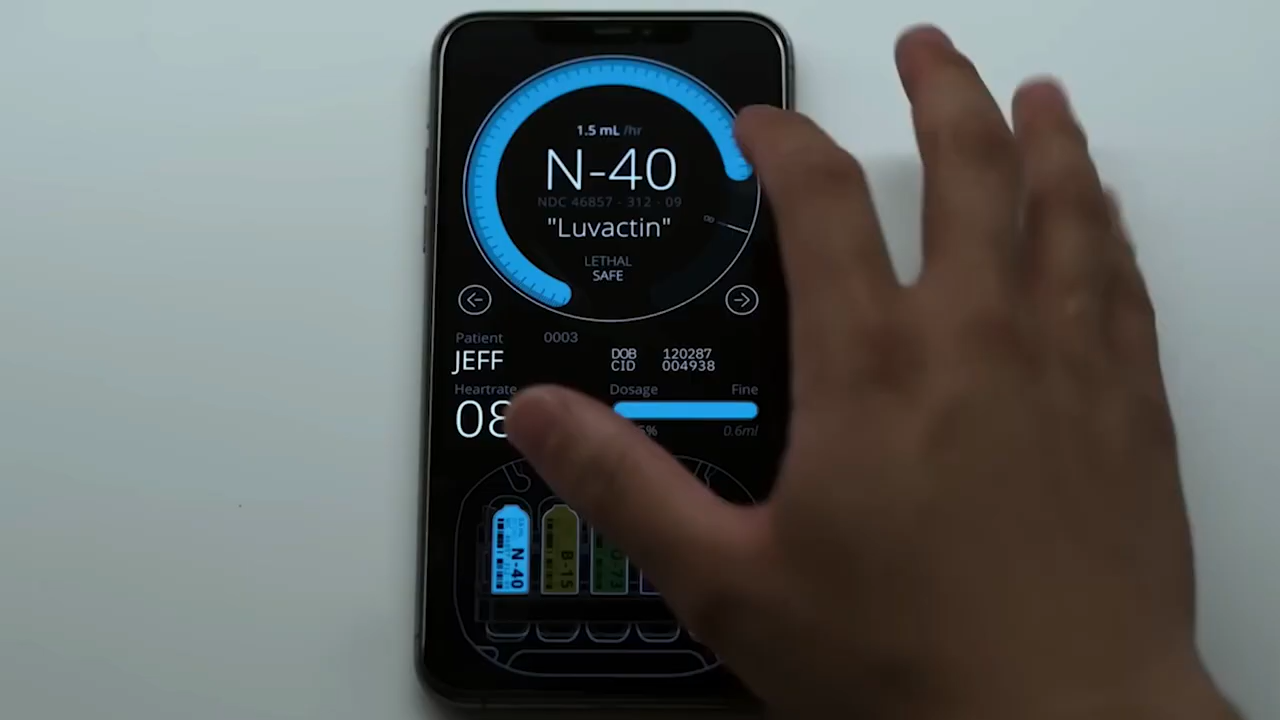 1.5 mL /hr
N-40
NDC 46857 - 312 - 09
"Luvactin"
LETHAL
SAFE
Patient 0003
JEFF
DOB 120287
CID 004938
Heartrate Dosage Fine
08
5% 0.6ml
N-40
B-15